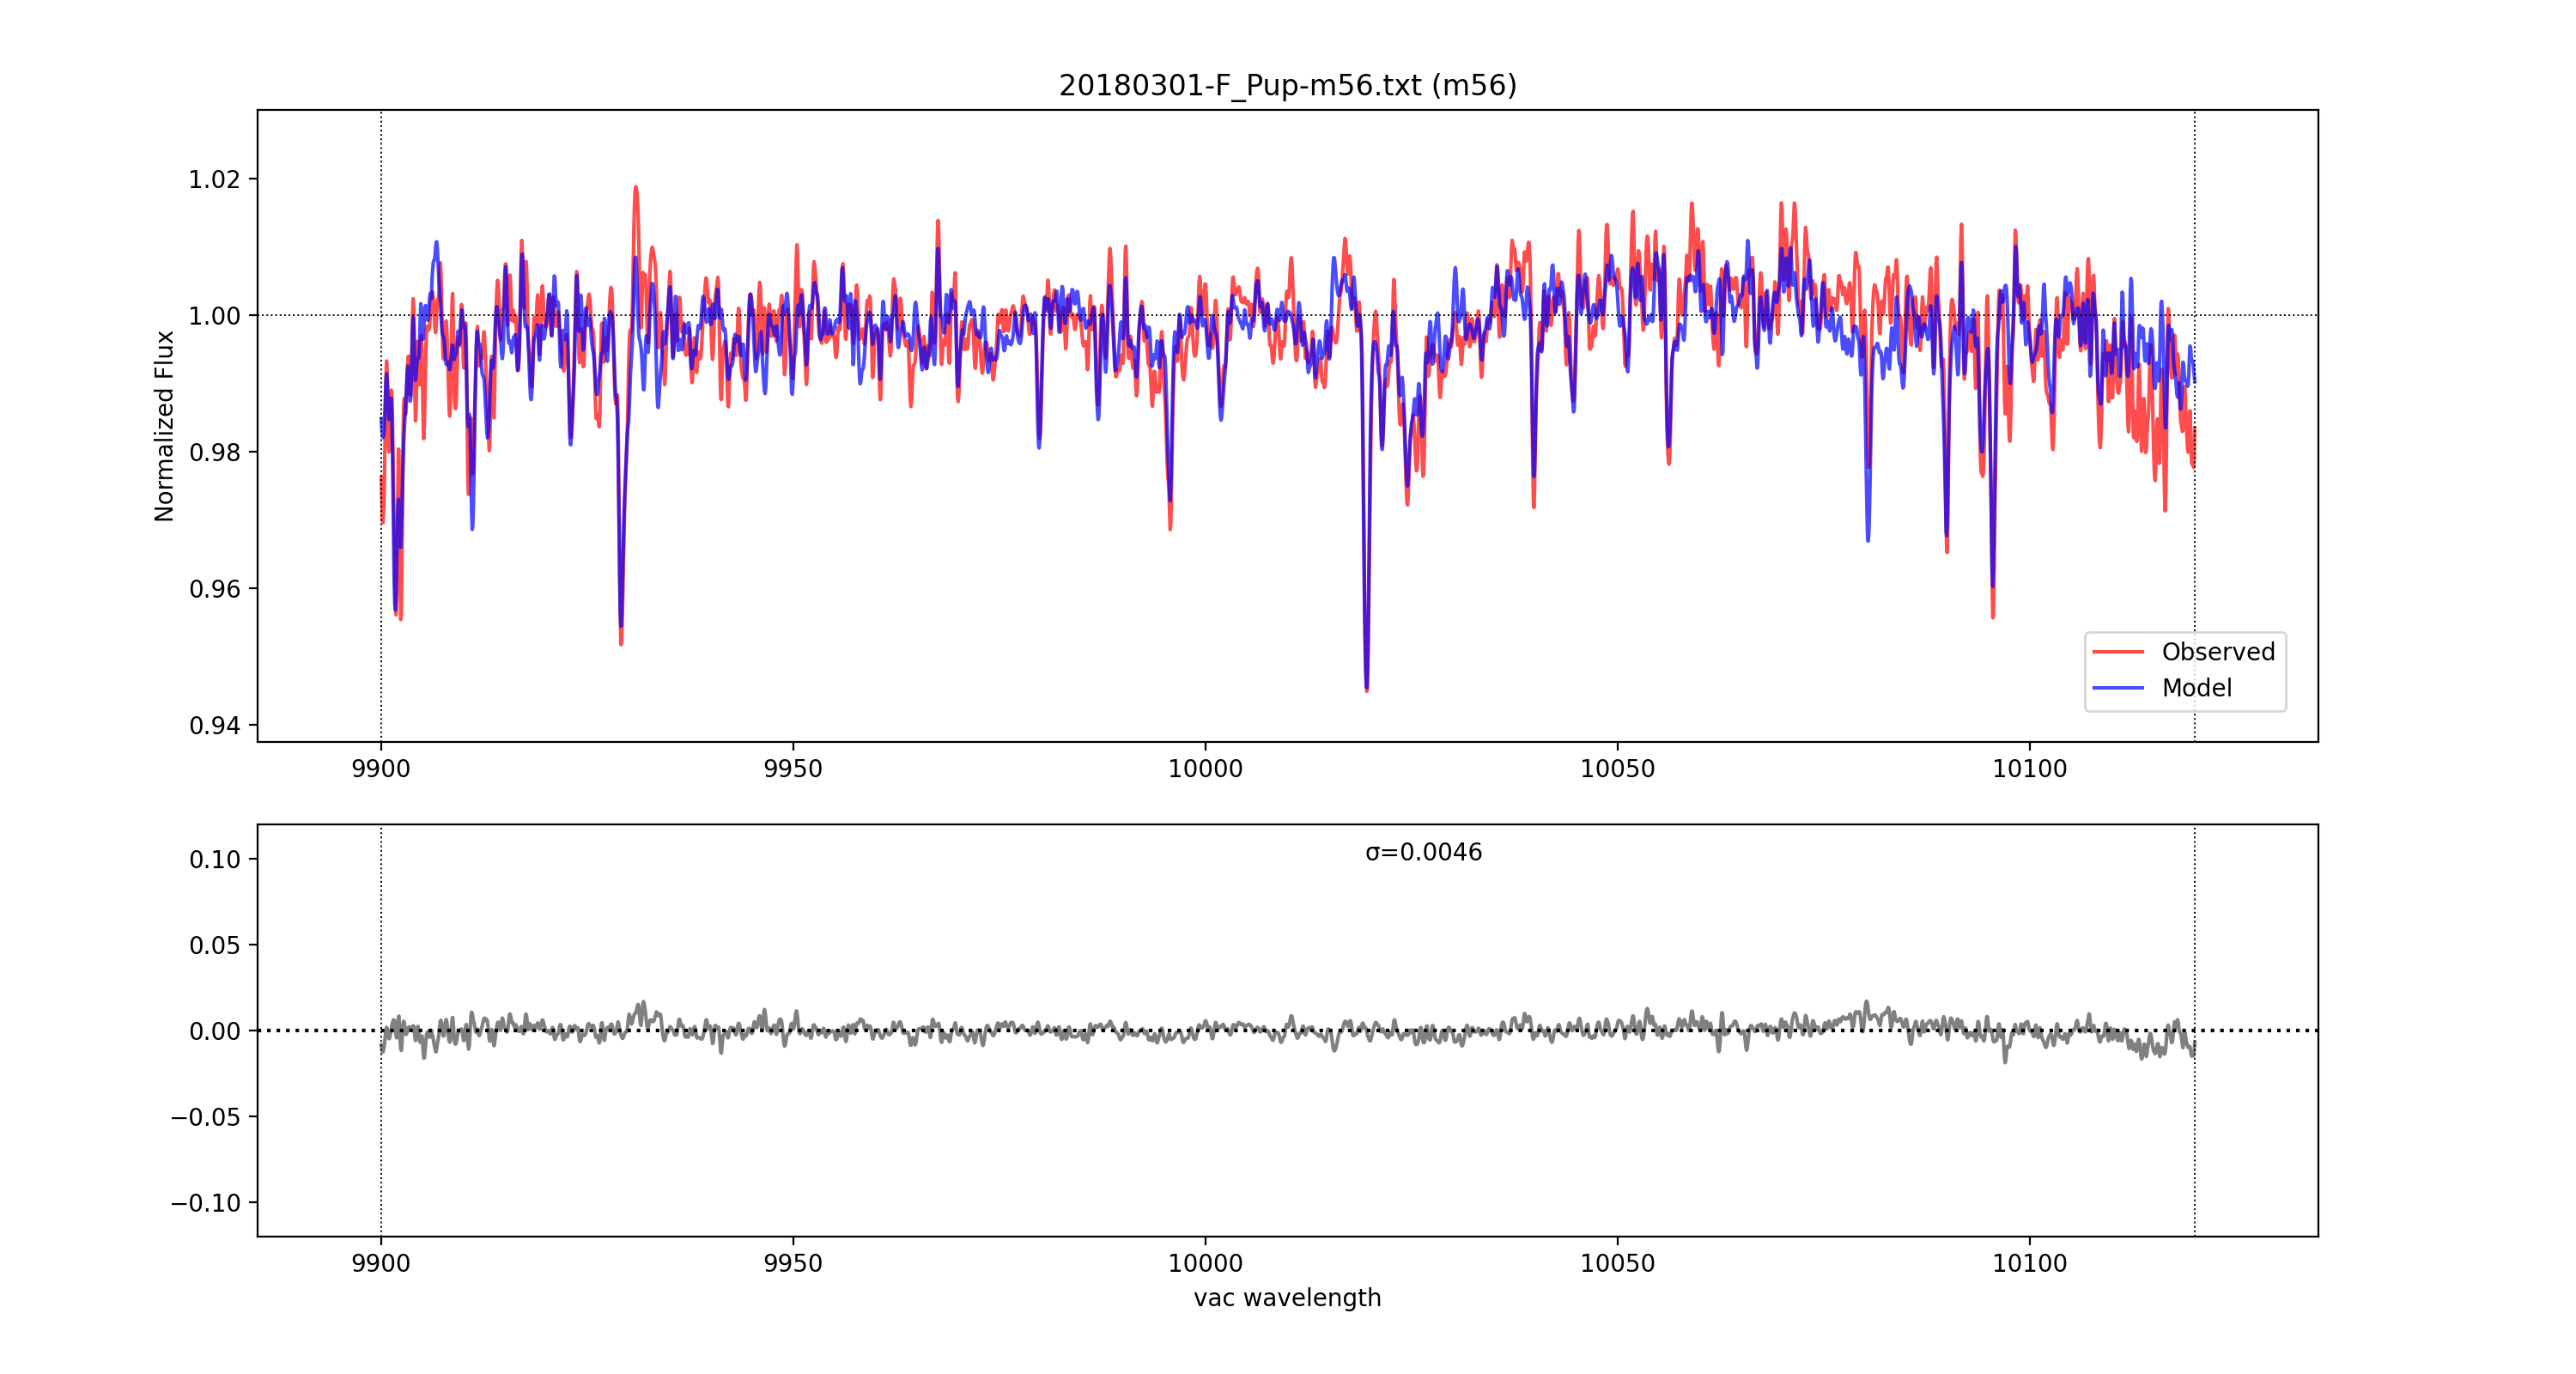 20180301-F_Pup-m56.txt (m56)
Normalized Flux
1.02
1.00
0.98
0.96
0.94
Observed
Model
9900 9950 10000 10050 10100
σ=0.0046
0.10
0.05
0.00
−0.05
−0.10
9900 9950 10000 10050 10100
vac wavelength